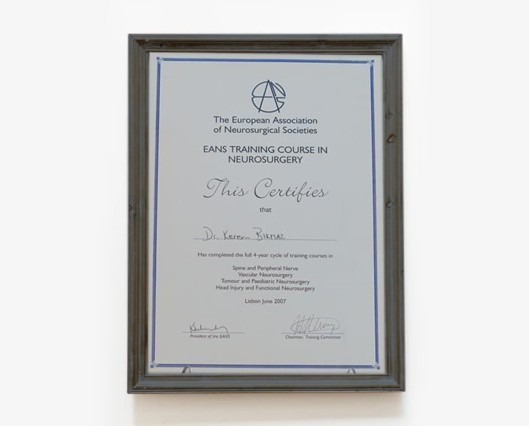 The European Association
of Neurosurgical Societies
EANS TRAINING COURSE IN
NEUROSURGERY
This Certifies
that
Dr. Kerem BIKMAZ
Has completed the full 4-year cycle of training courses in
Spine and Peripheral Nerve
Vascular Neurosurgery
Tumour and Paediatric Neurosurgery
Head Injury and Functional Neurosurgery
Lisbon June 2007
President of the EANS
Chairman, Training Committee